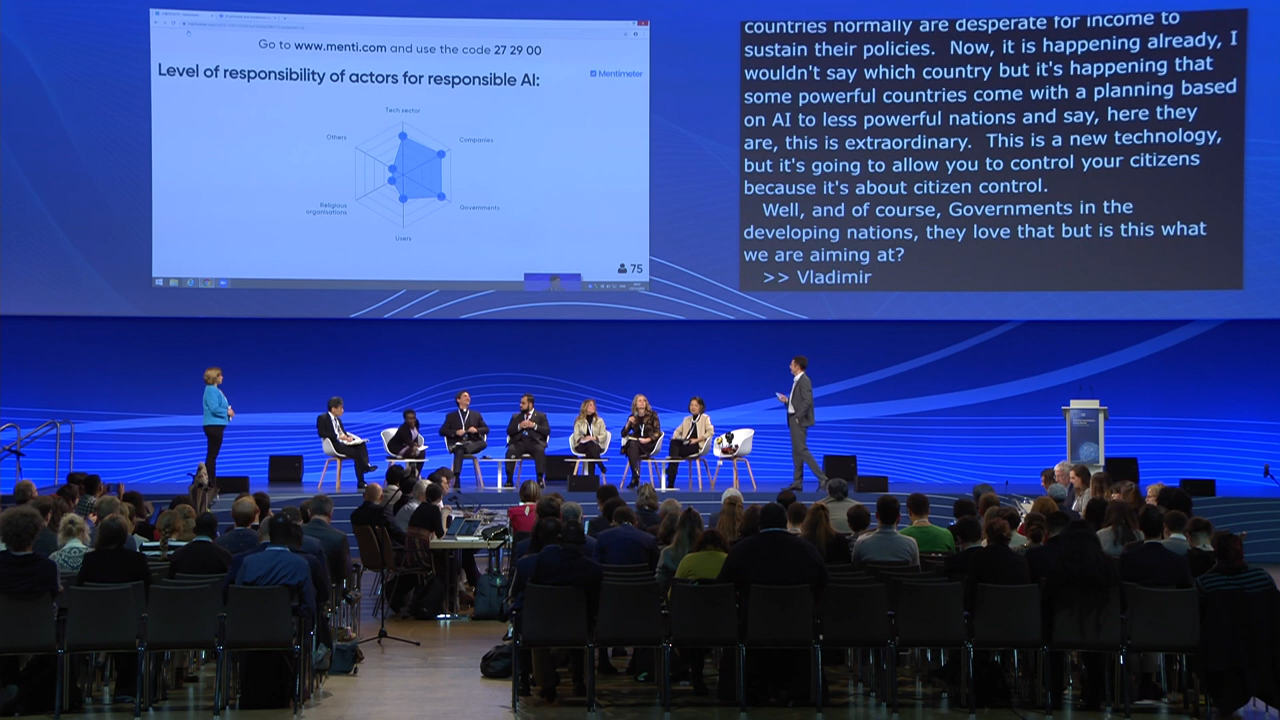 Go to www.menti.com and use the code 27 29 00
Level of responsibility of actors for responsible AI:
Mentimeter
Tech sector
Others
Companies
Religious
organisations
Governments
Users
75
countries normally are desperate for income to
sustain their policies. Now, it is happening already, I
wouldn't say which country but it's happening that
some powerful countries come with a planning based
on AI to less powerful nations and say, here they
are, this is extraordinary. This is a new technology,
but it's going to allow you to control your citizens
because it's about citizen control.
Well, and of course, Governments in the
developing nations, they love that but is this what
we are aiming at?
>> Vladimir